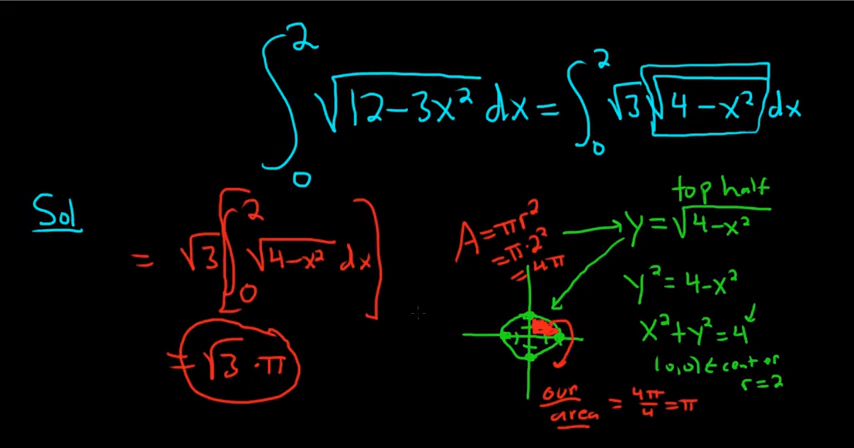 ∫₀² √(12-3x²) dx = ∫₀² √3 √(4-x²) dx
Sol
= √3 [∫₀² √(4-x²) dx]
= √3 · π
A = πr²
= π·2²
= 4π
top half
y = √(4-x²)
y² = 4-x²
x²+y² = 4
(0,0) ← center
r=2
our area = 4π/4 = π